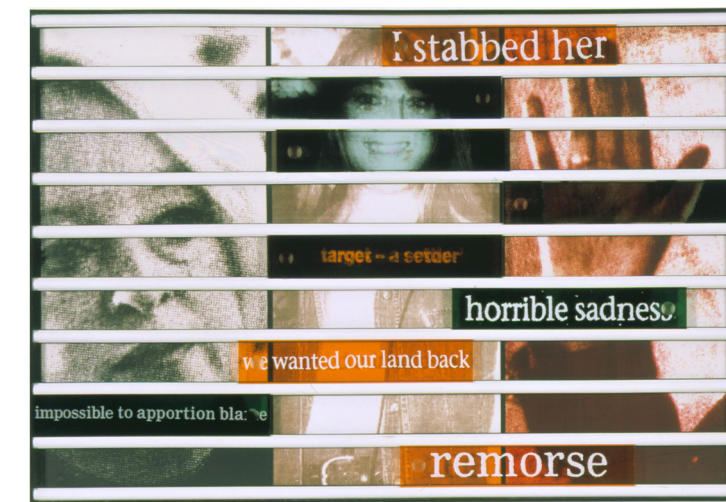 I stabbed her
target – a settler
horrible sadness
we wanted our land back
impossible to apportion blame
remorse